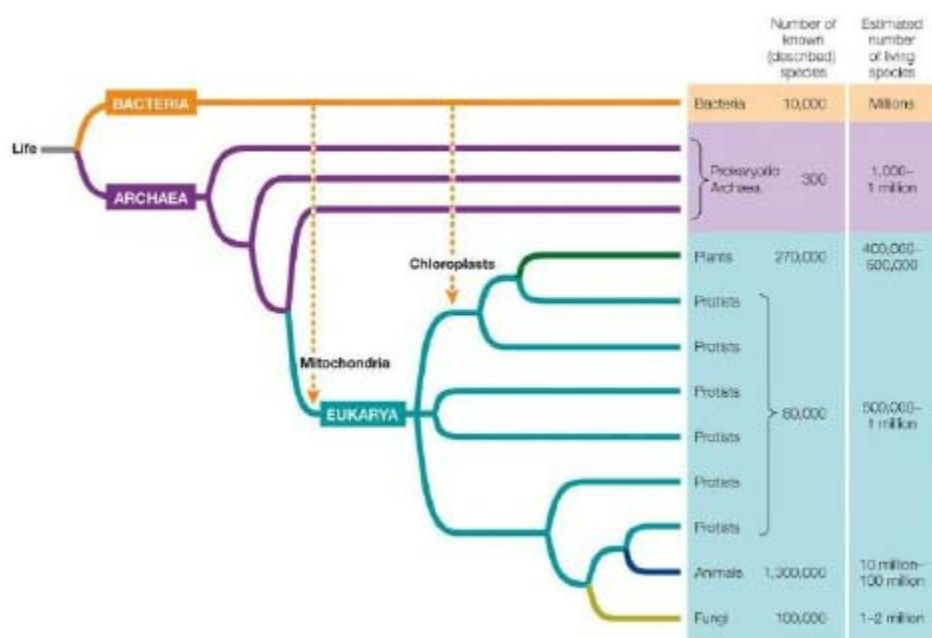 Number of known (described) species
Estimated number of living species
BACTERIA
Bacteria 10,000 Millions
Life
ARCHAEA
Prokaryotic Archaea 300 1,000–1 million
Chloroplasts
Plants 270,000 400,000–500,000
Protists
Protists
Mitochondria
EUKARYA
Protists
80,000 500,000–1 million
Protists
Protists
Protists
Animals 1,300,000 10 million–100 million
Fungi 100,000 1–2 million